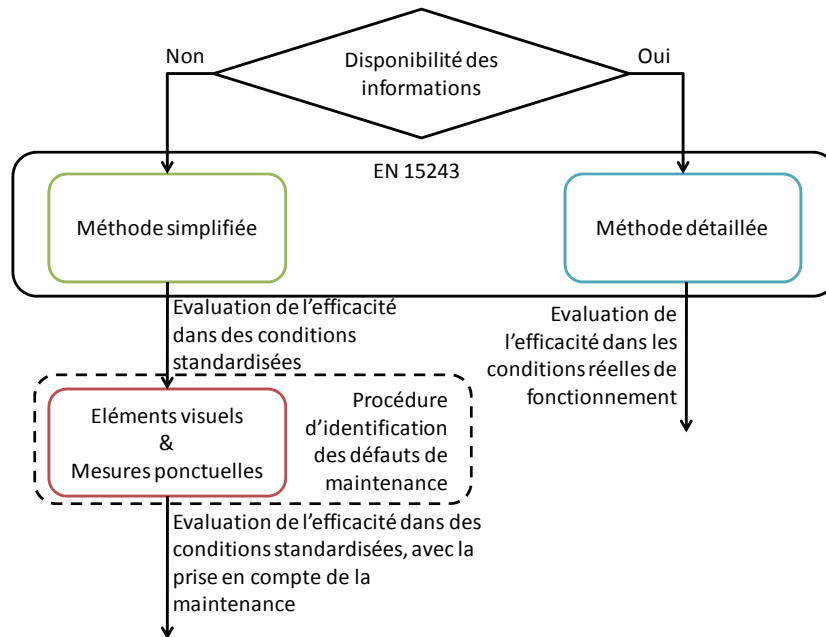 Disponibilité des
informations
Non
Oui
EN 15243
Méthode simplifiée
Méthode détaillée
Evaluation de l'efficacité
dans des conditions
standardisées
Evaluation de
l'efficacité dans les
conditions réelles de
fonctionnement
Eléments visuels
&
Mesures ponctuelles
Procédure
d'identification
des défauts de
maintenance
Evaluation de l'efficacité dans des
conditions standardisées, avec la
prise en compte de la
maintenance